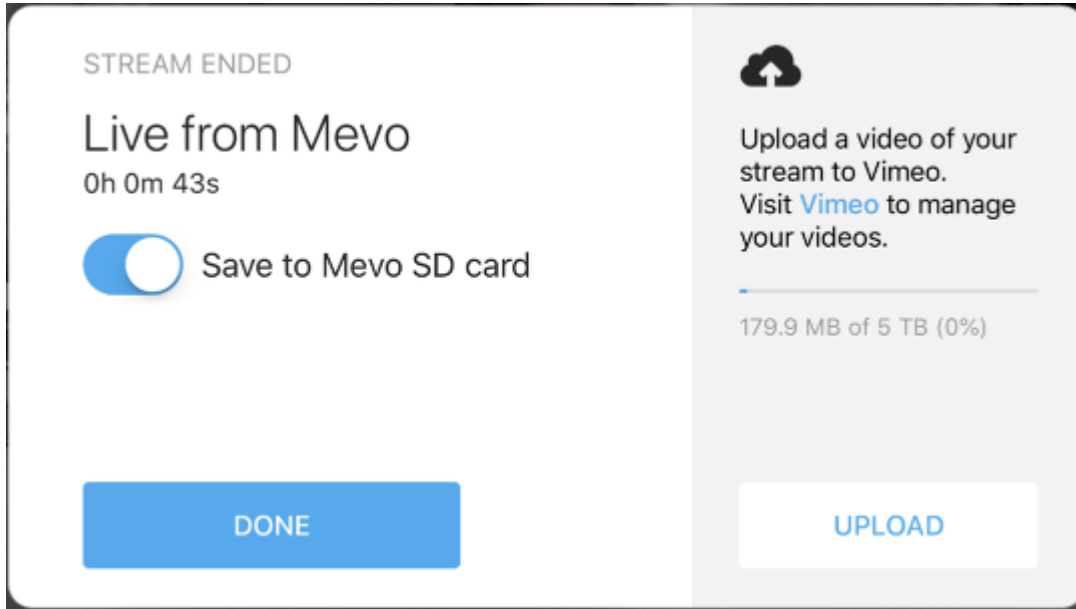 STREAM ENDED
Live from Mevo
0h 0m 43s
Save to Mevo SD card
DONE
Upload a video of your
stream to Vimeo.
Visit Vimeo to manage
your videos.
179.9 MB of 5 TB (0%)
UPLOAD